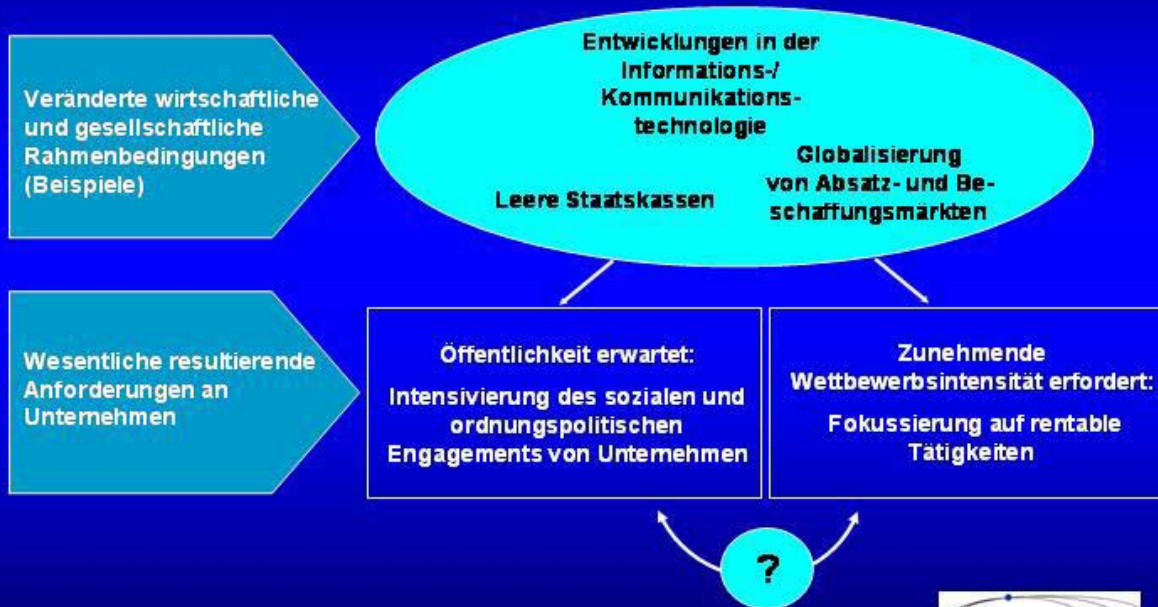 Veränderte wirtschaftliche
und gesellschaftliche
Rahmenbedingungen
(Beispiele)
Entwicklungen in der
Informations-/
Kommunikations-
technologie
Leere Staatskassen
Globalisierung
von Absatz- und Be-
schaffungsmärkten
Wesentliche resultierende
Anforderungen an
Unternehmen
Öffentlichkeit erwartet:
Intensivierung des sozialen und
ordnungspolitischen
Engagements von Unternehmen
Zunehmende
Wettbewerbsintensität erfordert:
Fokussierung auf rentable
Tätigkeiten
?